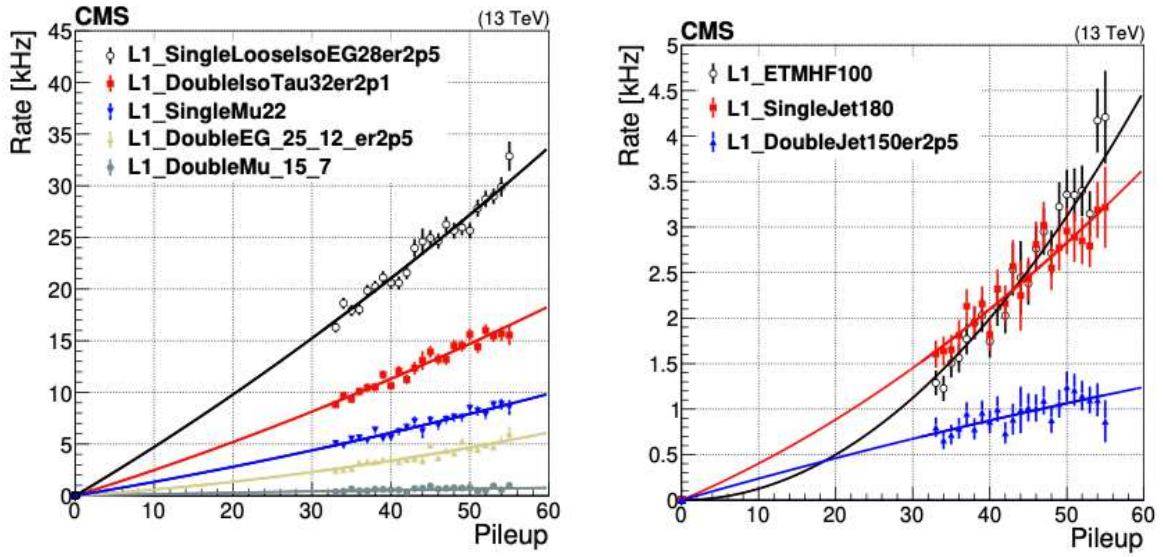 CMS (13 TeV)
Rate [kHz]
45
40
35
30
25
20
15
10
5
0
L1_SingleLooseIsoEG28er2p5
L1_DoubleIsoTau32er2p1
L1_SingleMu22
L1_DoubleEG_25_12_er2p5
L1_DoubleMu_15_7
0 10 20 30 40 50 60
Pileup
CMS (13 TeV)
Rate [kHz]
5
4.5
4
3.5
3
2.5
2
1.5
1
0.5
0
L1_ETMHF100
L1_SingleJet180
L1_DoubleJet150er2p5
0 10 20 30 40 50 60
Pileup